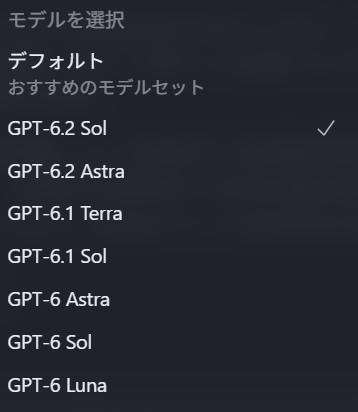 モデルを選択
デフォルト
おすすめのモデルセット
GPT-6.2 Sol
GPT-6.2 Astra
GPT-6.1 Terra
GPT-6.1 Sol
GPT-6 Astra
GPT-6 Sol
GPT-6 Luna